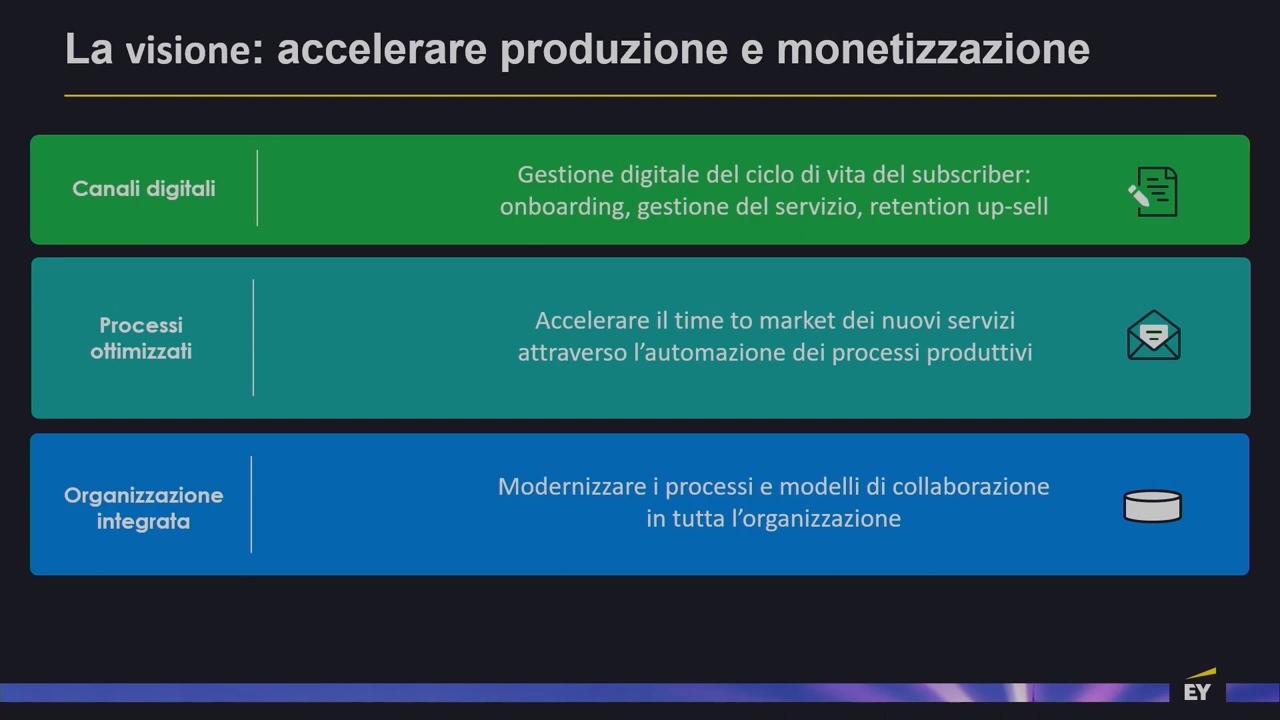 La visione: accelerare produzione e monetizzazione
Canali digitali
Gestione digitale del ciclo di vita del subscriber:
onboarding, gestione del servizio, retention up-sell
Processi
ottimizzati
Accelerare il time to market dei nuovi servizi
attraverso l’automazione dei processi produttivi
Organizzazione
integrata
Modernizzare i processi e modelli di collaborazione
in tutta l’organizzazione
EY